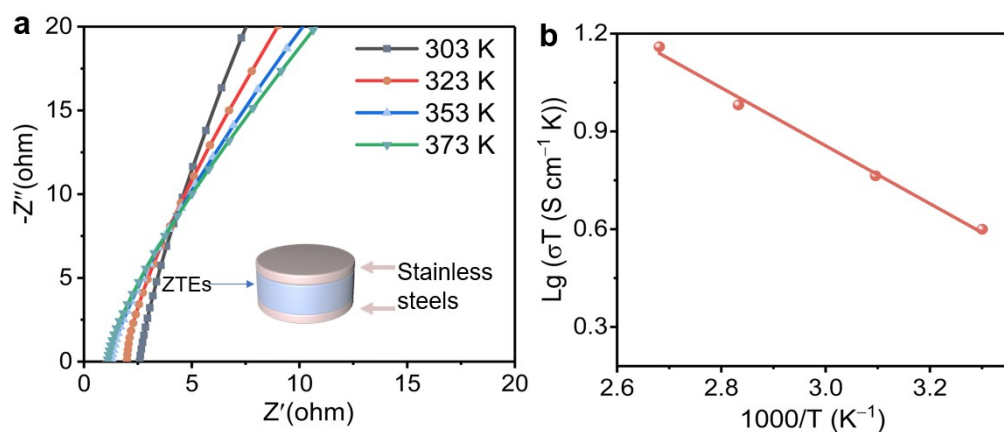 a
20
15
10
5
0
-Z″(ohm)
303 K
323 K
353 K
373 K
ZTEs
Stainless
steels
0 5 10 15 20
Z′(ohm)
b
1.2
0.9
0.6
0.3
Lg (σT (S cm⁻¹ K))
2.6 2.8 3.0 3.2
1000/T (K⁻¹)